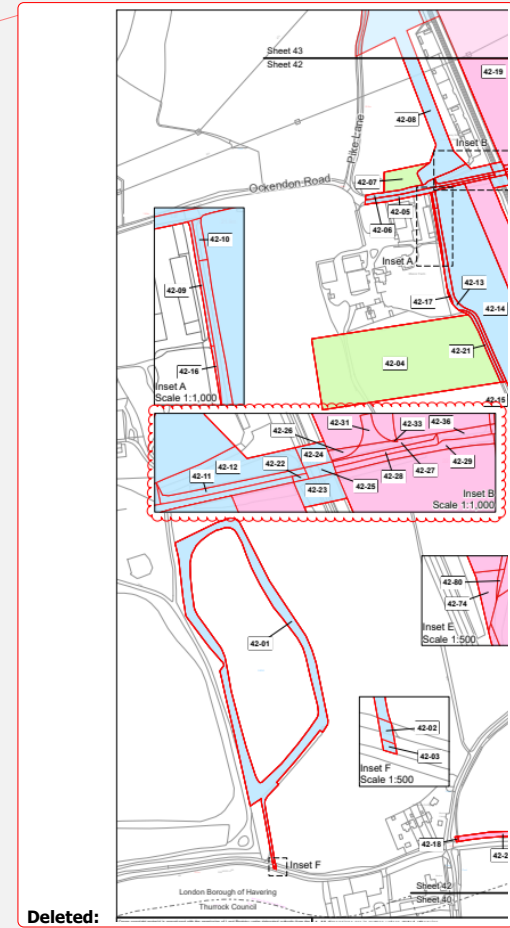 Sheet 43
Sheet 42
42-19
42-08
Pike Lane
Inset B
42-07
Ockendon Road
42-05
42-06
42-10
Inset A
42-09
42-13
42-17
42-14
42-04
42-21
42-16
Inset A
Scale 1:1,000
42-15
42-31
42-33
42-36
42-26
42-24
42-12
42-22
42-11
42-27
42-29
42-28
42-25
42-23
Inset B
Scale 1:1,000
42-80
42-74
Inset E
Scale 1:500
42-01
42-02
42-03
Inset F
Scale 1:500
42-18
Inset F
Sheet 42
Sheet 40
London Borough of Havering
Thurrock Council
Deleted: